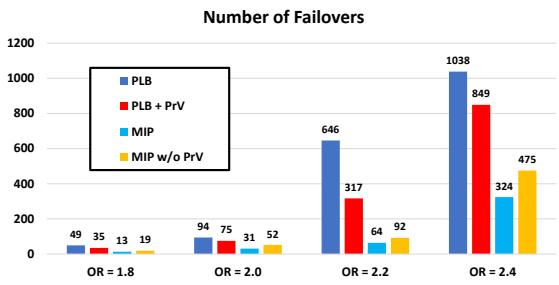 Number of Failovers
1200
1000
800
600
400
200
0
PLB
PLB + PrV
MIP
MIP w/o PrV
49 35 13 19
94 75 31 52
646 317 64 92
1038 849 324 475
OR = 1.8 OR = 2.0 OR = 2.2 OR = 2.4